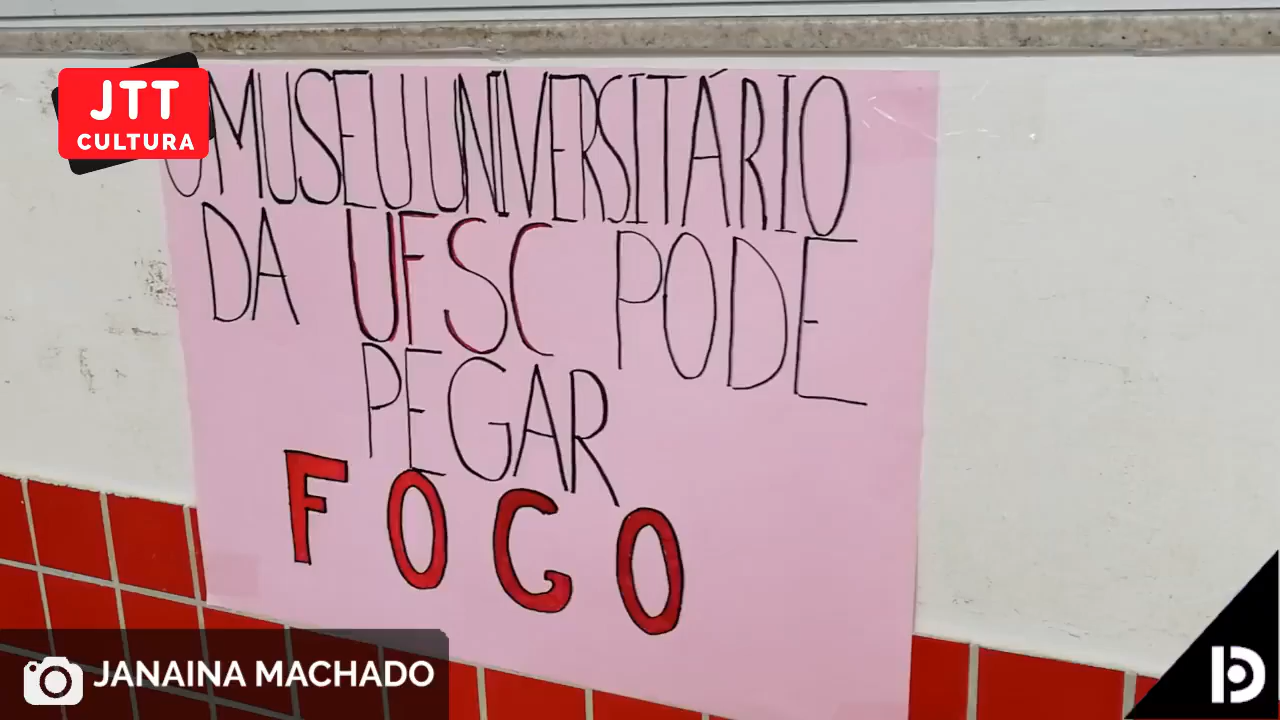 JTT
CULTURA
O MUSEU UNIVERSITÁRIO
DA UFSC PODE
PEGAR
FOGO
JANAINA MACHADO